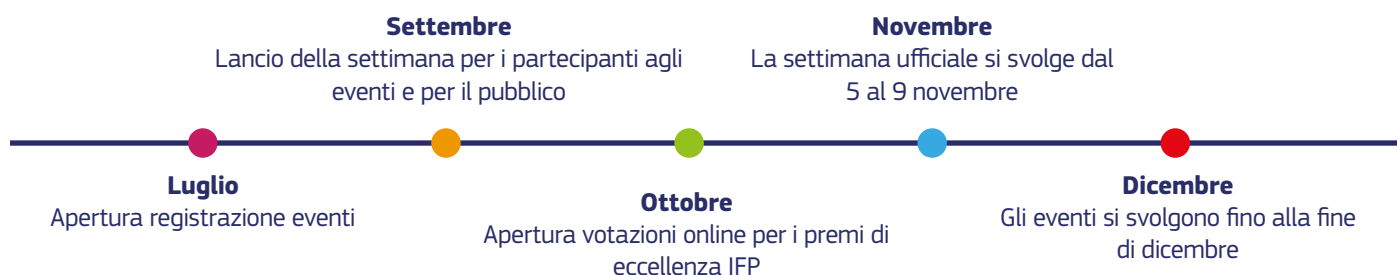 Settembre
Lancio della settimana per i partecipanti agli
eventi e per il pubblico
Novembre
La settimana ufficiale si svolge dal
5 al 9 novembre
Luglio
Apertura registrazione eventi
Ottobre
Apertura votazioni online per i premi di
eccellenza IFP
Dicembre
Gli eventi si svolgono fino alla fine
di dicembre